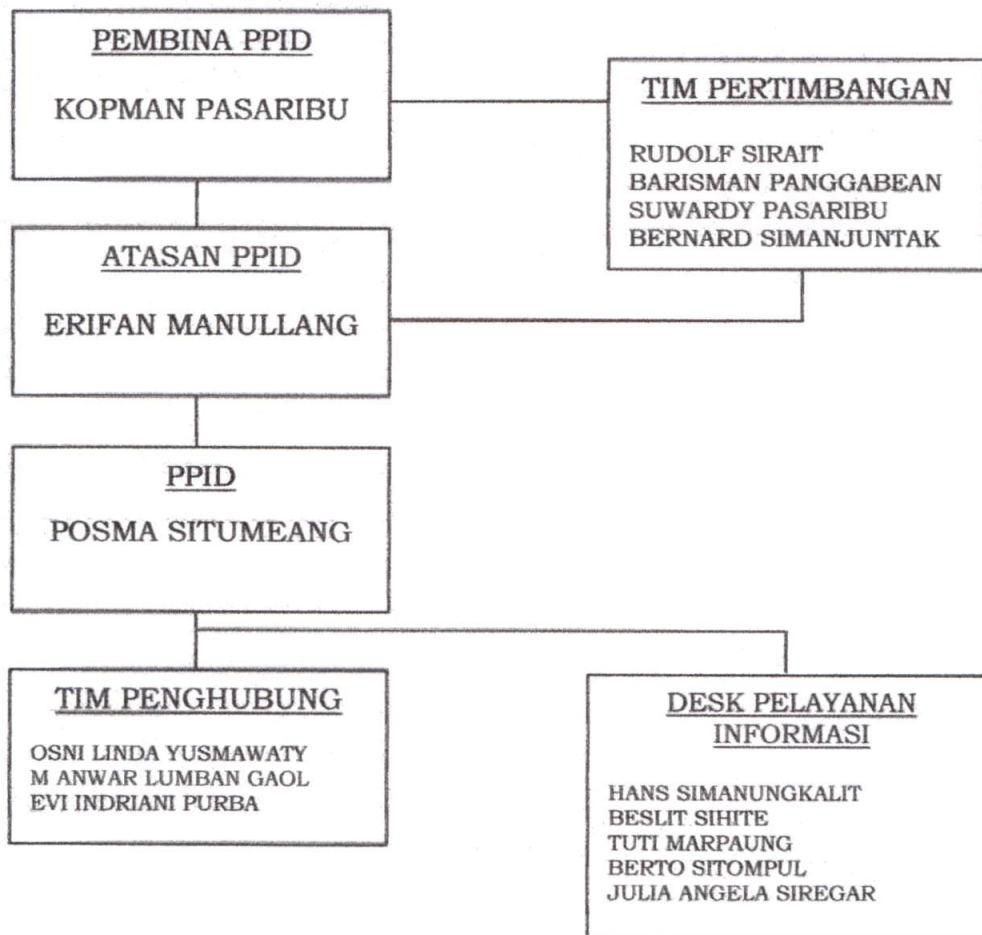 PEMBINA PPID
KOPMAN PASARIBU
TIM PERTIMBANGAN
RUDOLF SIRAIT
BARISMAN PANGGABEAN
SUWARDY PASARIBU
BERNARD SIMANJUNTAK
ATASAN PPID
ERIFAN MANULLANG
PPID
POSMA SITUMEANG
TIM PENGHUBUNG
OSNI LINDA YUSMAWATY
M ANWAR LUMBAN GAOL
EVI INDRIANI PURBA
DESK PELAYANAN
INFORMASI
HANS SIMANUNGKALIT
BESLIT SIHITE
TUTI MARPAUNG
BERTO SITOMPUL
JULIA ANGELA SIREGAR